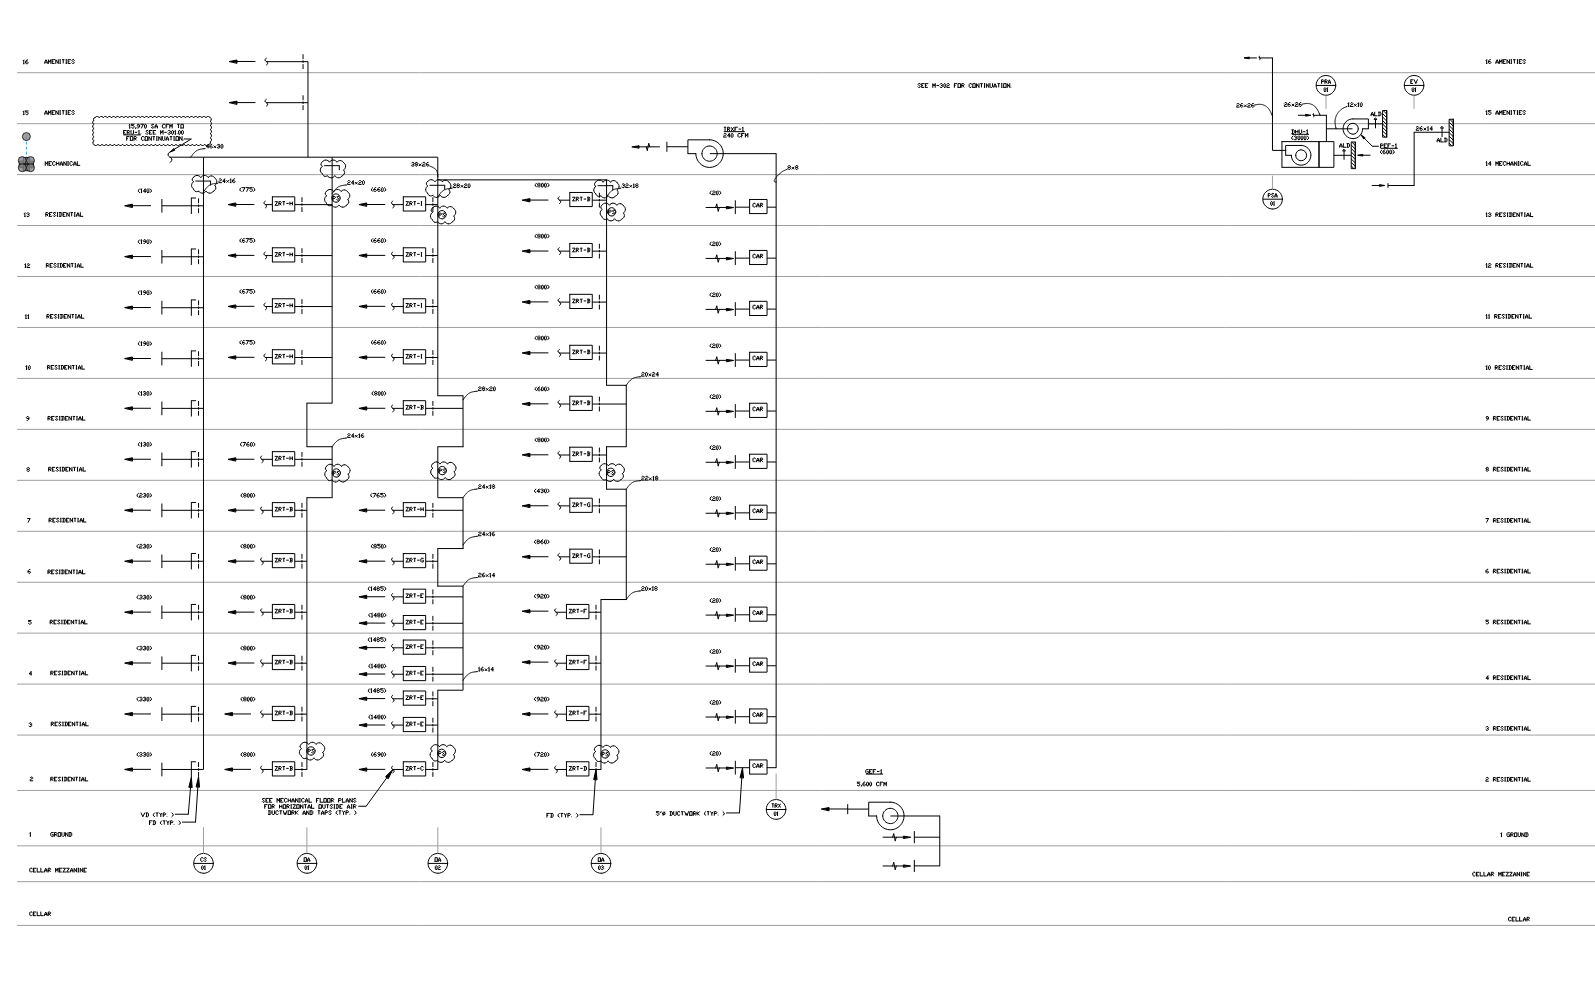 16 AMENITIES
16 AMENITIES
SEE M-302 FOR CONTINUATION.
PRA
01
EV
01
15 AMENITIES
26×26
26×26
12×10
15 AMENITIES
15,970 SA CFM TO
ERU-1 SEE M-301.00
FOR CONTINUATION
TRXF-1
240 CFM
ALD
26×14
DHU-1
(3000)
ALD
PEF-1
(600)
ALD
MECHANICAL
38×26
8×8
14 MECHANICAL
24×16
24×20
28×20
32×18
(140)
(775)
(660)
(800)
(20)
ZRT-H
ZRT-I
ZRT-B
CAR
PSA
01
13 RESIDENTIAL
13 RESIDENTIAL
(190)
(675)
(660)
(800)
(20)
ZRT-H
ZRT-I
ZRT-B
CAR
12 RESIDENTIAL
12 RESIDENTIAL
(190)
(675)
(660)
(800)
(20)
ZRT-H
ZRT-I
ZRT-B
CAR
11 RESIDENTIAL
11 RESIDENTIAL
(190)
(675)
(660)
(800)
(20)
ZRT-H
ZRT-I
ZRT-B
CAR
10 RESIDENTIAL
10 RESIDENTIAL
20×24
28×20
(130)
(800)
(600)
(20)
ZRT-B
ZRT-B
CAR
9 RESIDENTIAL
9 RESIDENTIAL
24×16
(130)
(760)
(800)
(20)
ZRT-H
ZRT-B
CAR
8 RESIDENTIAL
8 RESIDENTIAL
22×18
24×18
(230)
(800)
(765)
(430)
(20)
ZRT-B
ZRT-H
ZRT-G
CAR
7 RESIDENTIAL
7 RESIDENTIAL
24×16
(230)
(800)
(850)
(860)
(20)
ZRT-B
ZRT-G
ZRT-G
CAR
6 RESIDENTIAL
6 RESIDENTIAL
26×14
20×18
(330)
(800)
(1485)
(920)
(20)
ZRT-E
ZRT-B
ZRT-F
CAR
(1480)
ZRT-E
5 RESIDENTIAL
5 RESIDENTIAL
(330)
(800)
(1485)
(920)
(20)
ZRT-E
ZRT-B
ZRT-F
CAR
(1480)
ZRT-E
16×14
4 RESIDENTIAL
4 RESIDENTIAL
(330)
(800)
(1485)
(920)
(20)
ZRT-E
ZRT-B
ZRT-F
CAR
(1480)
ZRT-E
3 RESIDENTIAL
3 RESIDENTIAL
(330)
(800)
(690)
(720)
(20)
ZRT-B
ZRT-C
ZRT-D
CAR
2 RESIDENTIAL
2 RESIDENTIAL
GEF-1
5,600 CFM
SEE MECHANICAL FLOOR PLANS
FOR HORIZONTAL OUTSIDE AIR
DUCTWORK AND TAPS (TYP. )
VD (TYP. )
FD (TYP. )
FD (TYP. )
5"Ø DUCTWORK (TYP. )
TRX
01
1 GROUND
1 GROUND
CS
01
OA
01
OA
02
OA
03
CELLAR MEZZANINE
CELLAR MEZZANINE
CELLAR
CELLAR